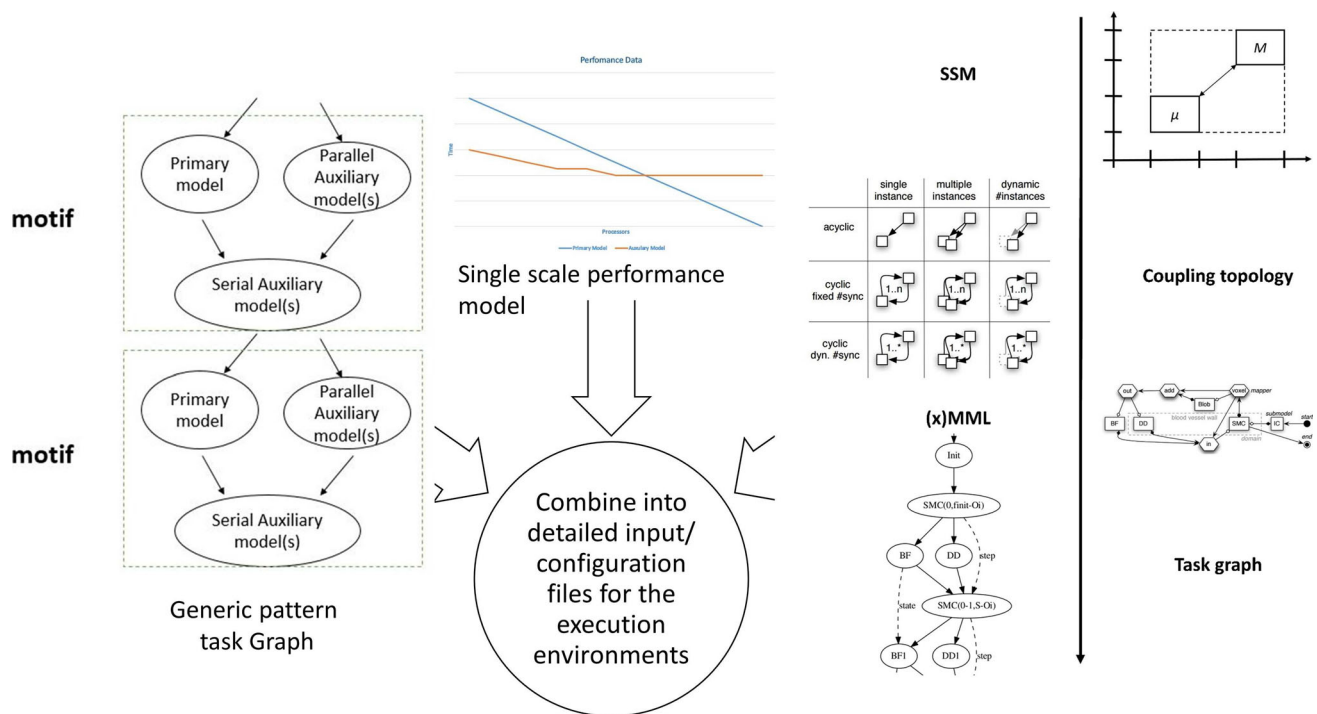 motif
Primary
model
Parallel
Auxiliary
model(s)
Serial Auxiliary
model(s)
motif
Primary
model
Parallel
Auxiliary
model(s)
Serial Auxiliary
model(s)
Generic pattern
task Graph
Perfomance Data
Time
Processors
Primary Model
Auxulary Model
Single scale performance
model
Combine into
detailed input/
configuration
files for the
execution
environments
SSM
M
μ
single
instance
multiple
instances
dynamic
#instances
acyclic
cyclic
fixed #sync
1..n
1..n
1..n
cyclic
dyn. #sync
1..*
1..*
1..*
Coupling topology
(x)MML
out
add
voxel
mapper
Blob
blood vessel wall
submodel
start
BF
DD
SMC
IC
domain
end
in
Init
SMC(0,finit-Oi)
BF
DD
step
state
SMC(0-1,S-Oi)
BF1
DD1
step
Task graph